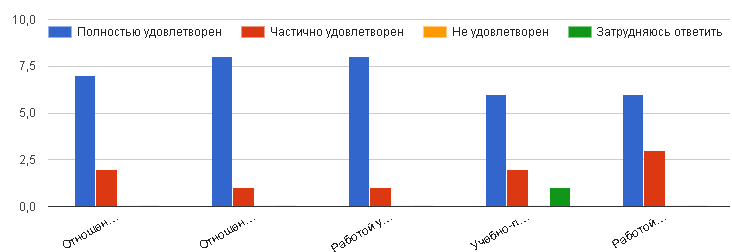 10,0
Полностью удовлетворен Частично удовлетворен Не удовлетворен Затрудняюсь ответить
7,5
5,0
2,5
0,0
Отношен... Отношен... Работой у... Учебно-п... Работой...